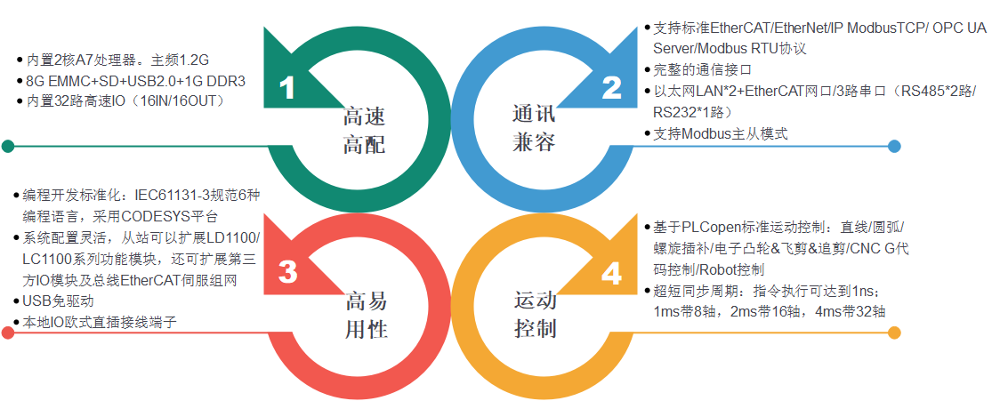 1
高速
高配
• 内置2核A7处理器。主频1.2G
• 8G EMMC+SD+USB2.0+1G DDR3
• 内置32路高速IO（16IN/16OUT）
2
通讯
兼容
• 支持标准EtherCAT/EtherNet/IP ModbusTCP/ OPC UA
Server/Modbus RTU协议
• 完整的通信接口
• 以太网LAN*2+EtherCAT网口/3路串口（RS485*2路/
RS232*1路）
• 支持Modbus主从模式
3
高易
用性
• 编程开发标准化：IEC61131-3规范6种
编程语言，采用CODESYS平台
• 系统配置灵活，从站可以扩展LD1100/
LC1100系列功能模块，还可扩展第三
方IO模块及总线EtherCAT伺服组网
• USB免驱动
• 本地IO欧式直插接线端子
4
运动
控制
• 基于PLCopen标准运动控制：直线/圆弧/
螺旋插补/电子凸轮&飞剪&追剪/CNC G代
码控制/Robot控制
• 超短同步周期：指令执行可达到1ns；
1ms带8轴，2ms带16轴，4ms带32轴